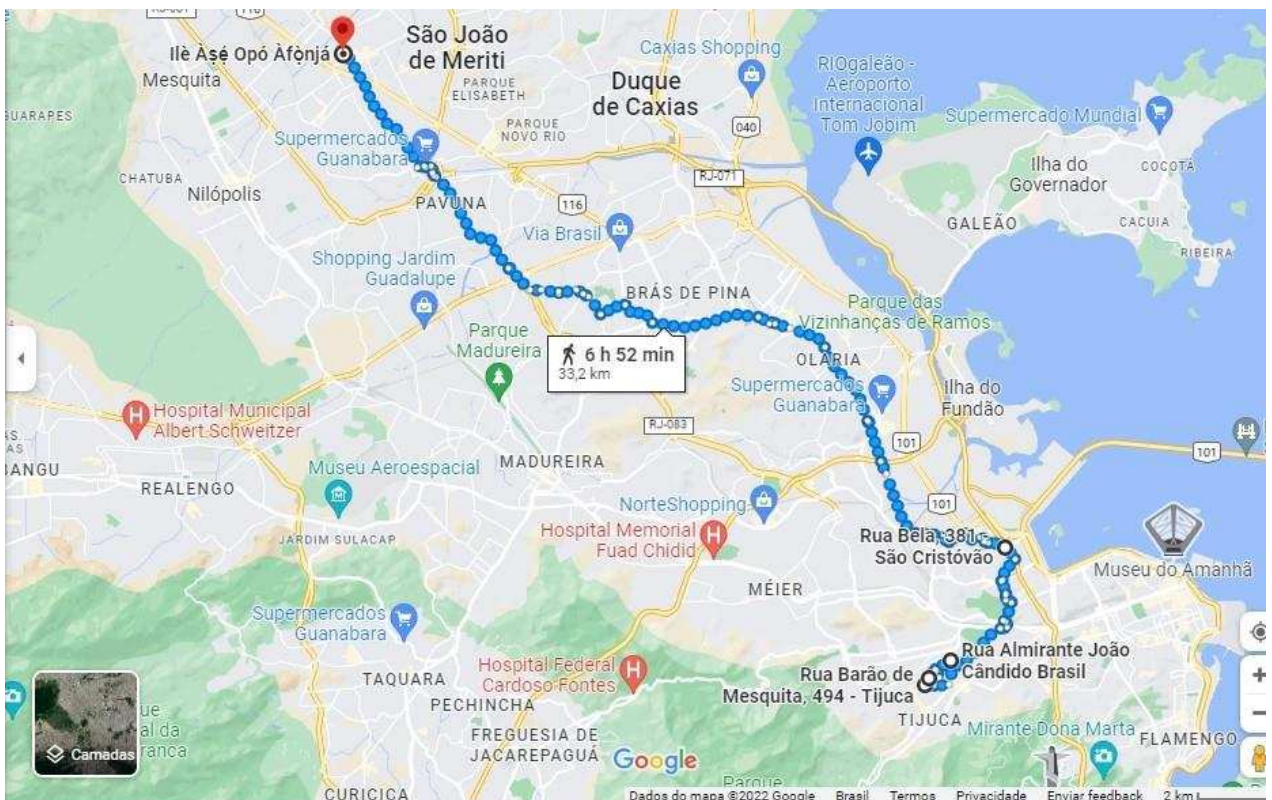 São João
de Meriti
Ilè Àsẹ́ Opó Àfọ̀njá
Mesquita
PARQUE
ELISABETH
Duque
de Caxias
Caxias Shopping
RIOgaleão -
Aeroporto
Internacional
Tom Jobim
Supermercado Mundial
PARQUE
NOVO RIO
040
Supermercados
Guanabara
RJ-071
COCOTÁ
Ilha do
Governador
CHATUBA
Nilópolis
PAVUNA
116
GALEÃO
CACUIA
RIBEIRA
Via Brasil
Shopping Jardim
Guadalupe
BRÁS DE PINA
Parque das
Vizinhanças de Ramos
Parque
Madureira
6 h 52 min
33,2 km
OLARIA
Supermercados
Guanabara
Ilha do
Fundão
Hospital Municipal
Albert Schweitzer
RJ-083
101
101
BANGU
REALENGO
Museu Aeroespacial
MADUREIRA
NorteShopping
101
Hospital Memorial
Fuad Chidid
Rua Bela, 381 -
São Cristóvão
JARDIM SULACAP
MÉIER
Museu do Amanhã
Supermercados
Guanabara
Rua Almirante João
Cândido Brasil
Hospital Federal
Cardoso Fontes
Rua Barão de
Mesquita, 494 - Tijuca
TAQUARA
PECHINCHA
TIJUCA
Mirante Dona Marta
FLAMENGO
FREGUESIA DE
JACAREPAGUÁ
Camadas
Google
CURICICA
Parque
Dados do mapa ©2022 Google Brasil Termos Privacidade Enviar feedback 2 km